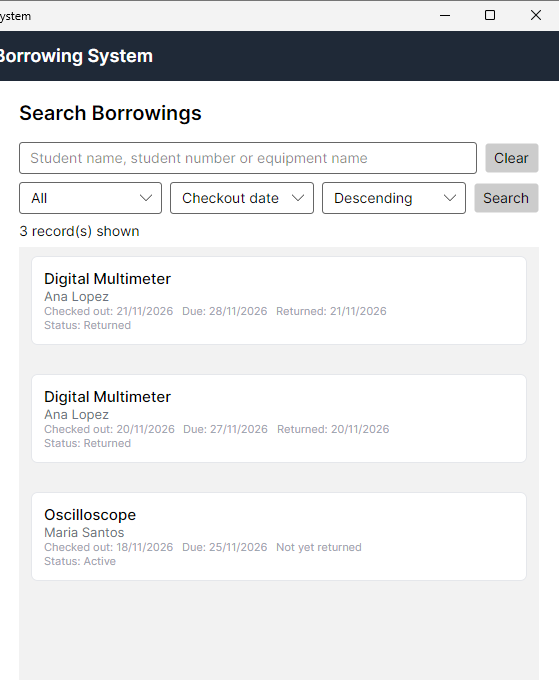 ystem
Borrowing System
Search Borrowings
Student name, student number or equipment name
Clear
All
Checkout date
Descending
Search
3 record(s) shown
Digital Multimeter
Ana Lopez
Checked out: 21/11/2026 Due: 28/11/2026 Returned: 21/11/2026
Status: Returned
Digital Multimeter
Ana Lopez
Checked out: 20/11/2026 Due: 27/11/2026 Returned: 20/11/2026
Status: Returned
Oscilloscope
Maria Santos
Checked out: 18/11/2026 Due: 25/11/2026 Not yet returned
Status: Active